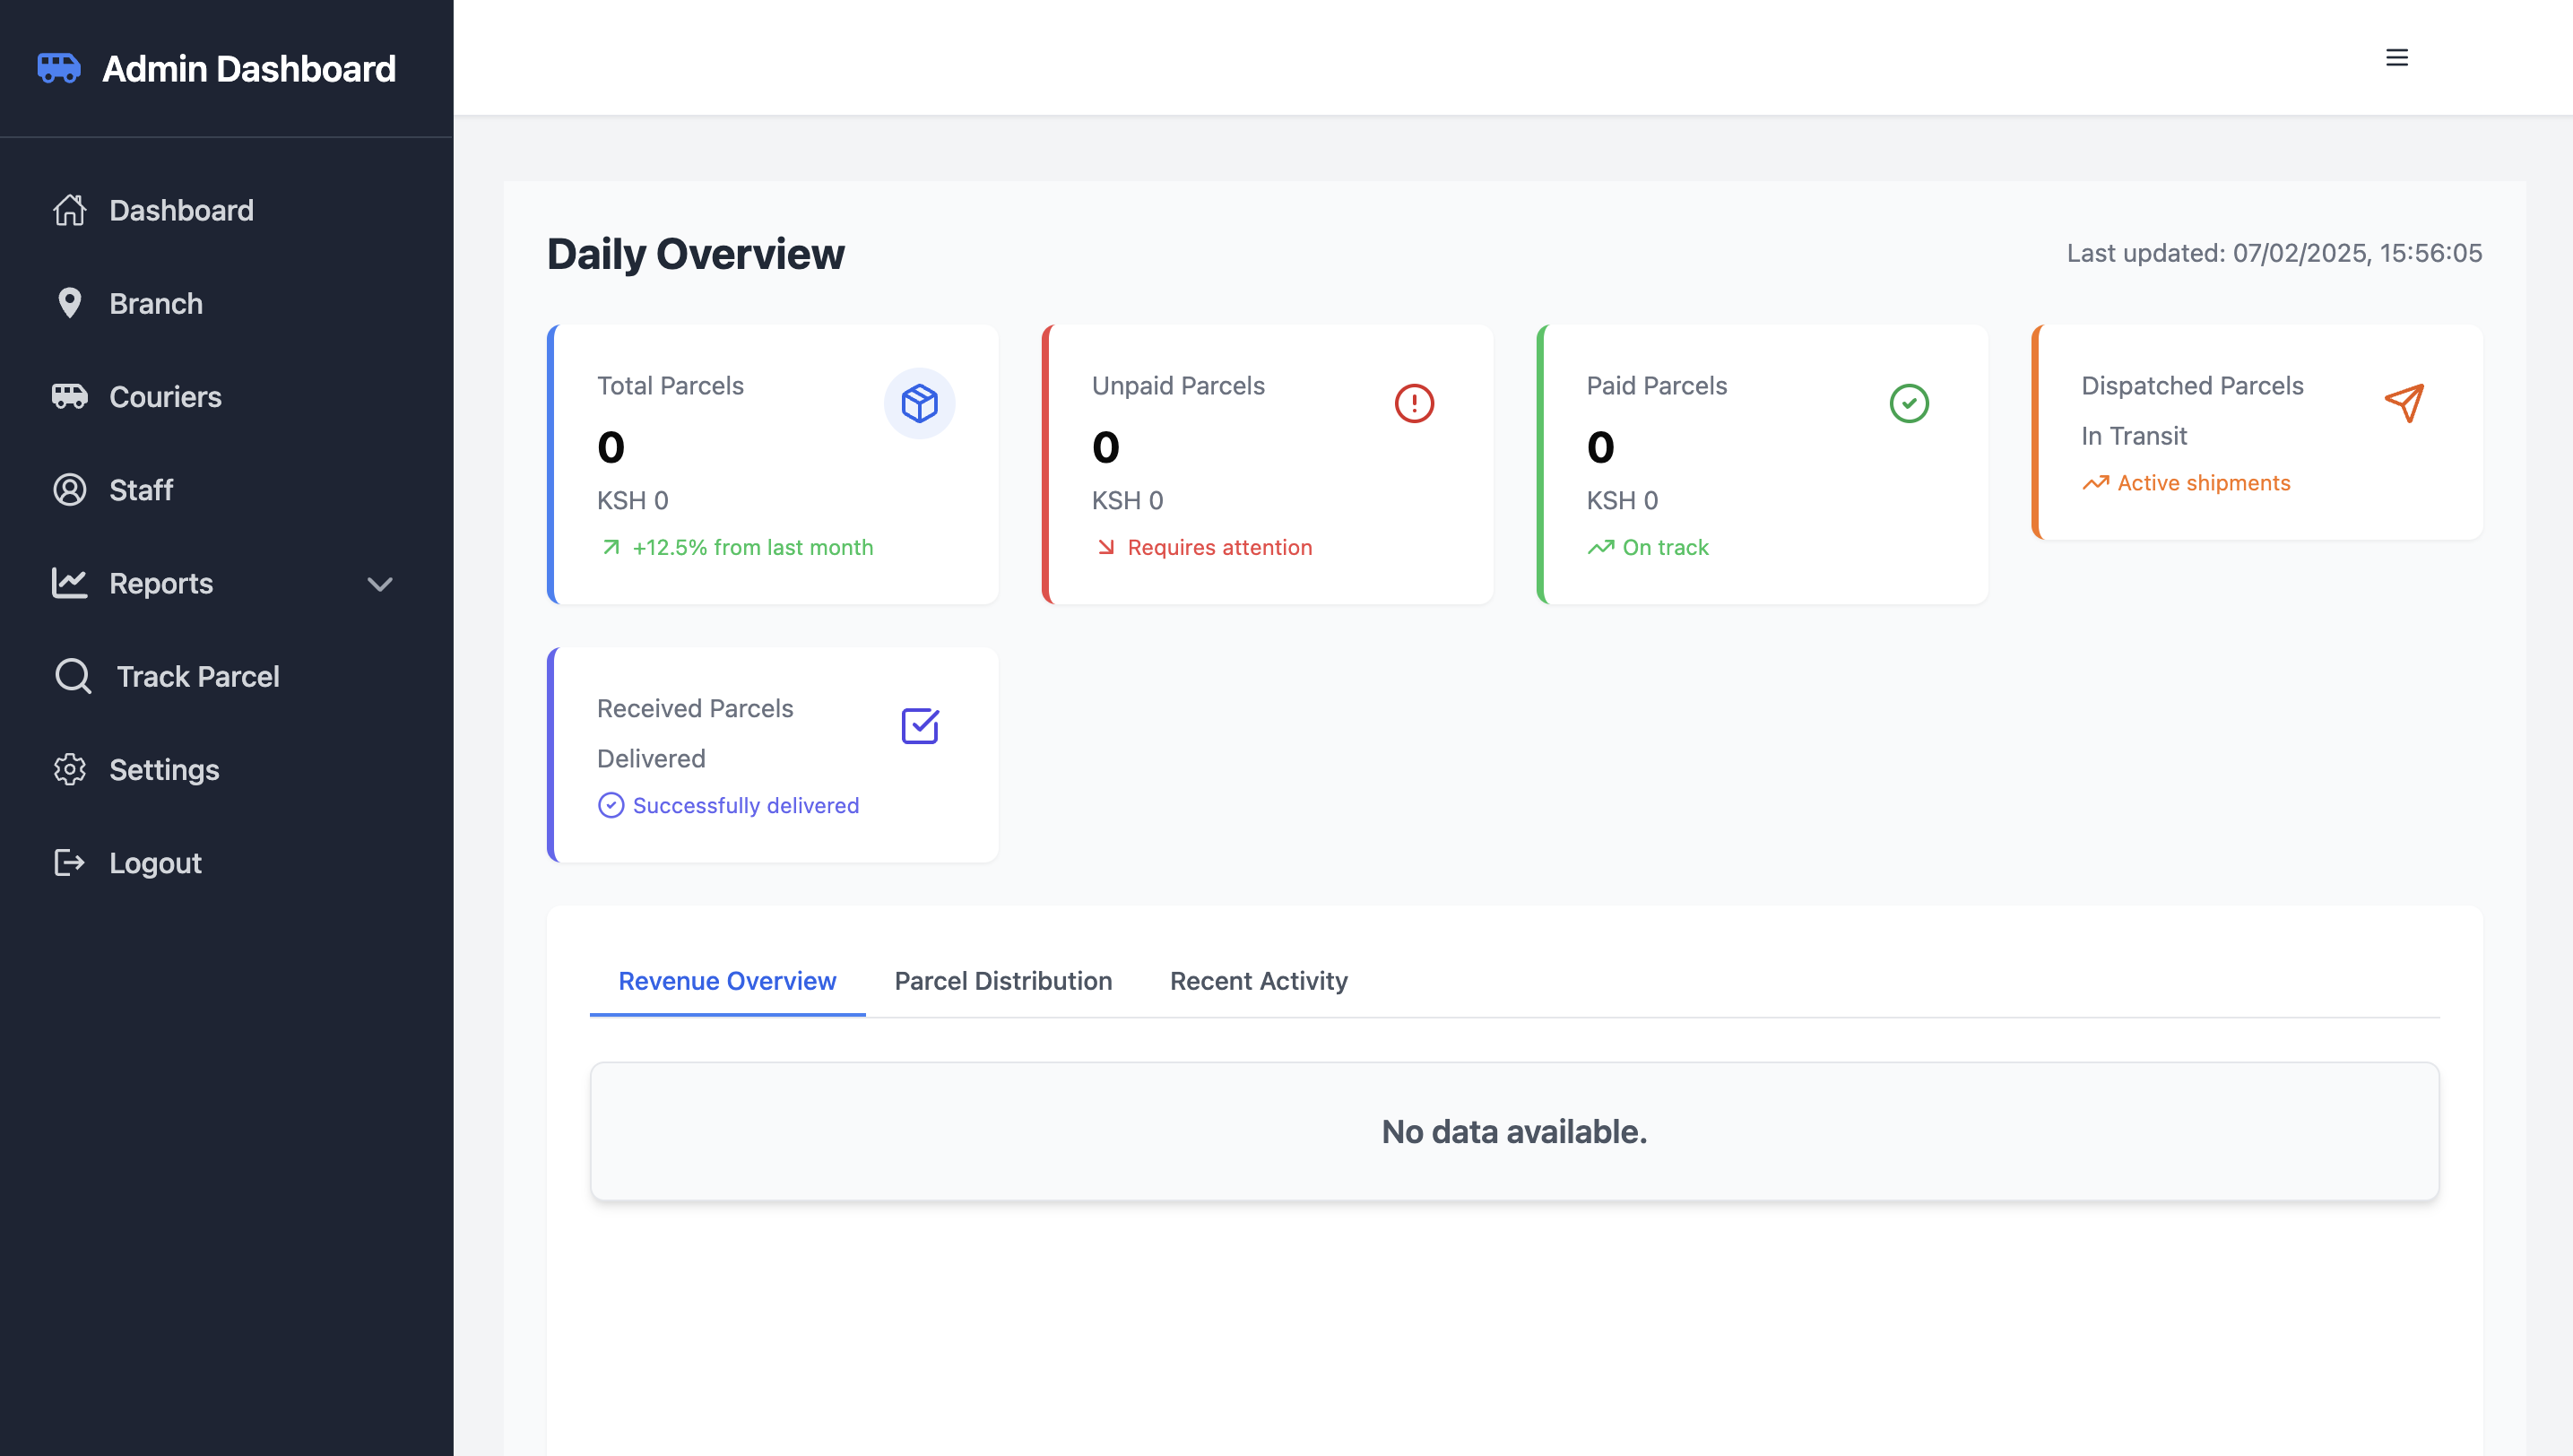 Admin Dashboard
Dashboard
Branch
Couriers
Staff
Reports
Track Parcel
Settings
Logout
Daily Overview
Last updated: 07/02/2025, 15:56:05
Total Parcels
0
KSH 0
+12.5% from last month
Unpaid Parcels
0
KSH 0
Requires attention
Paid Parcels
0
KSH 0
On track
Dispatched Parcels
In Transit
Active shipments
Received Parcels
Delivered
Successfully delivered
Revenue Overview
Parcel Distribution
Recent Activity
No data available.